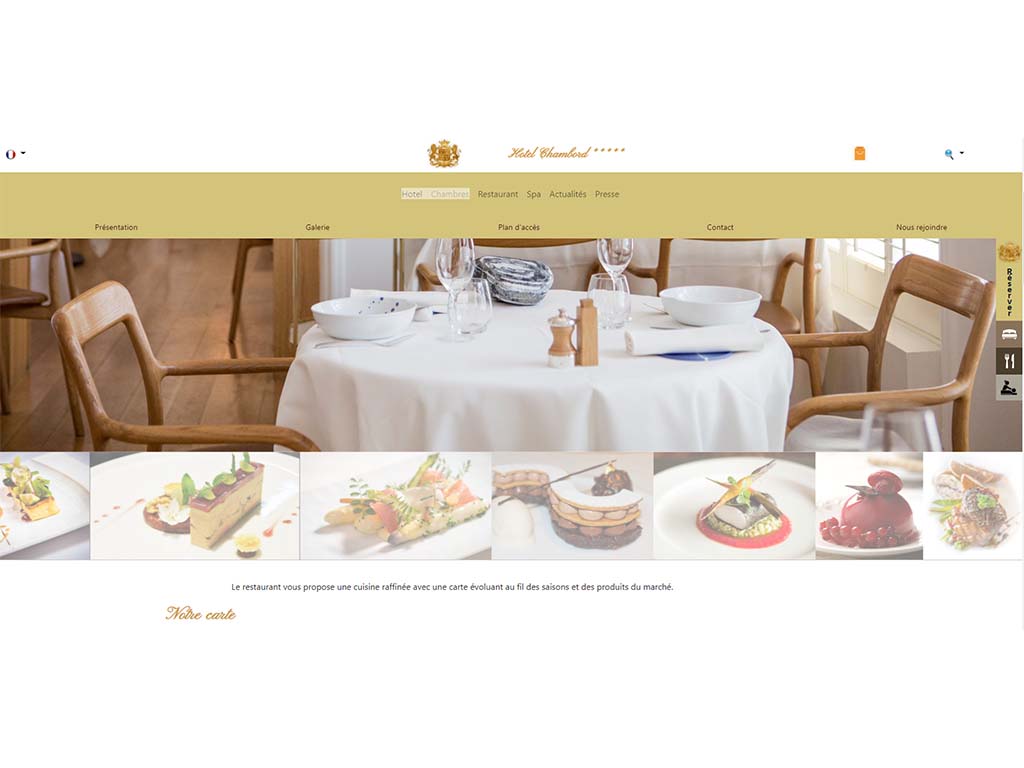 Hotel Chambord *****
Hotel Chambres Restaurant Spa Actualités Presse
Présentation Galerie Plan d'accès Contact Nous rejoindre
Réserver
Le restaurant vous propose une cuisine raffinée avec une carte évoluant au fil des saisons et des produits du marché.
Notre carte